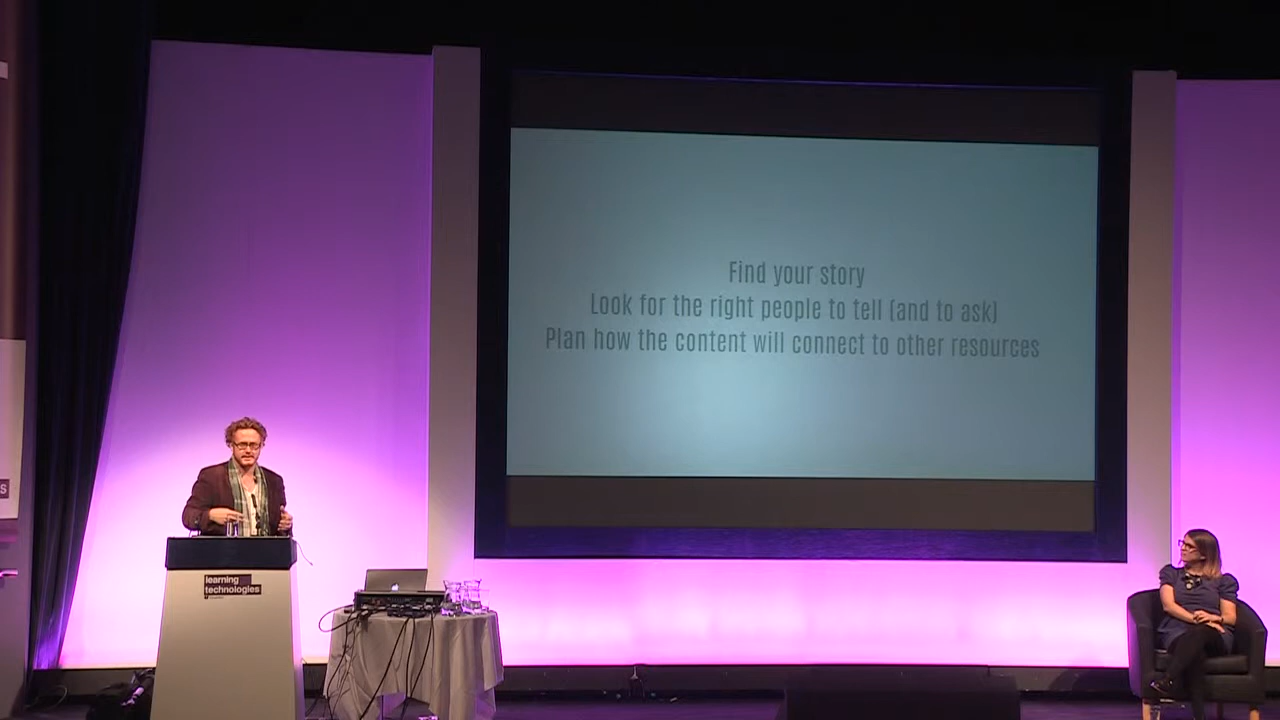 Find your story
Look for the right people to tell (and to ask)
Plan how the content will connect to other resources
learning
technologies